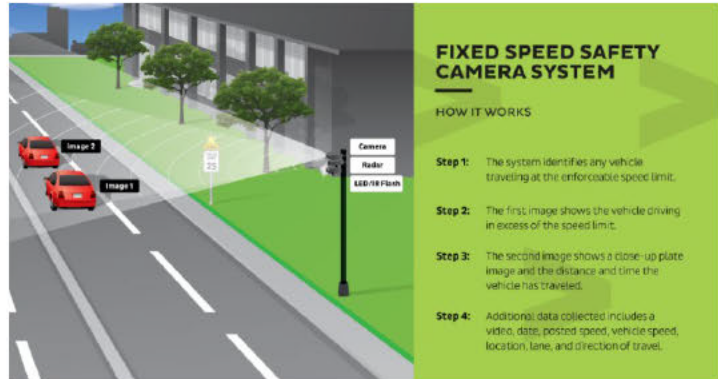 Image 2
Image 1
25
Camera
Radar
LED/IR Flash
FIXED SPEED SAFETY
CAMERA SYSTEM
HOW IT WORKS
Step 1: The system identifies any vehicle
traveling at the enforceable speed limit.
Step 2: The first image shows the vehicle driving
in excess of the speed limit.
Step 3: The second image shows a close-up plate
image and the distance and time the
vehicle has traveled.
Step 4: Additional data collected includes a
video, date, posted speed, vehicle speed,
location, lane, and direction of travel.